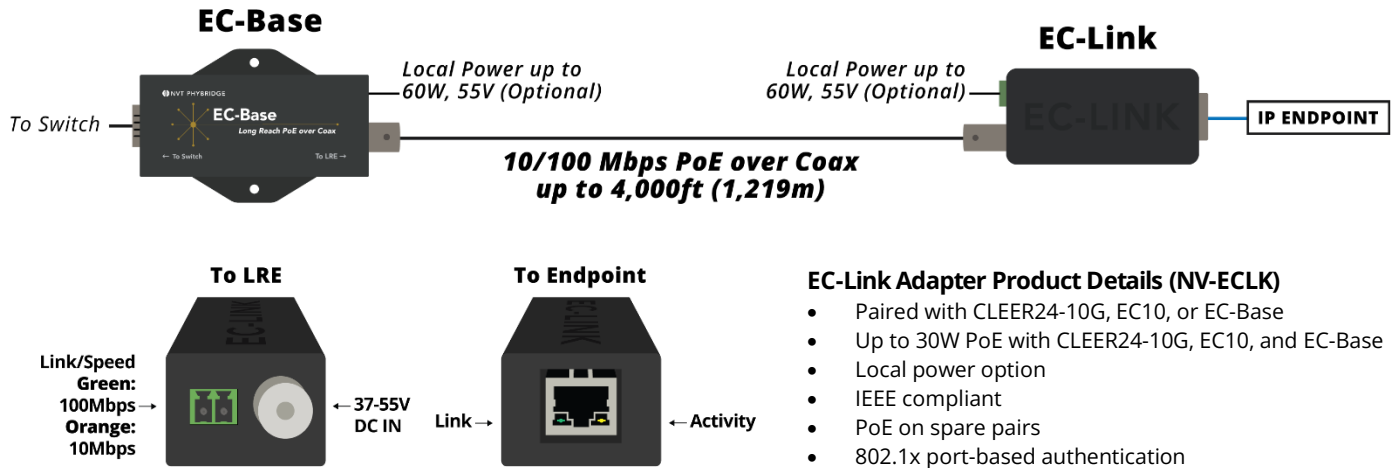 EC-Base
EC-Link
Local Power up to
60W, 55V (Optional)
Local Power up to
60W, 55V (Optional)
NVT PHYBRIDGE
EC-Base
Long Reach PoE over Coax
← To Switch
To LRE →
To Switch
EC-LINK
IP ENDPOINT
10/100 Mbps PoE over Coax
up to 4,000ft (1,219m)
To LRE
EC-LINK
Link/Speed
Green:
100Mbps
Orange:
10Mbps
37-55V
DC IN
To Endpoint
EC-LINK
Link
Activity
EC-Link Adapter Product Details (NV-ECLK)
• Paired with CLEER24-10G, EC10, or EC-Base
• Up to 30W PoE with CLEER24-10G, EC10, and EC-Base
• Local power option
• IEEE compliant
• PoE on spare pairs
• 802.1x port-based authentication